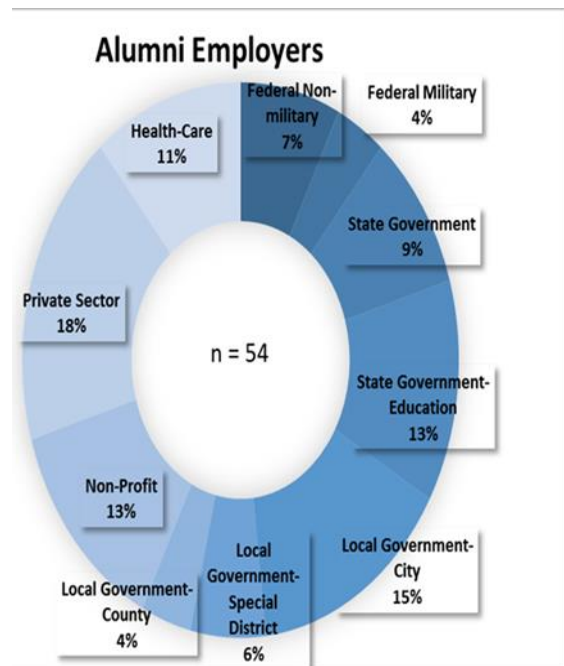 Alumni Employers
Federal Non-
military
7%
Federal Military
4%
State Government
9%
State Government-
Education
13%
Local Government-
City
15%
Local
Government-
Special
District
6%
Local Government-
County
4%
Non-Profit
13%
Private Sector
18%
Health-Care
11%
n = 54